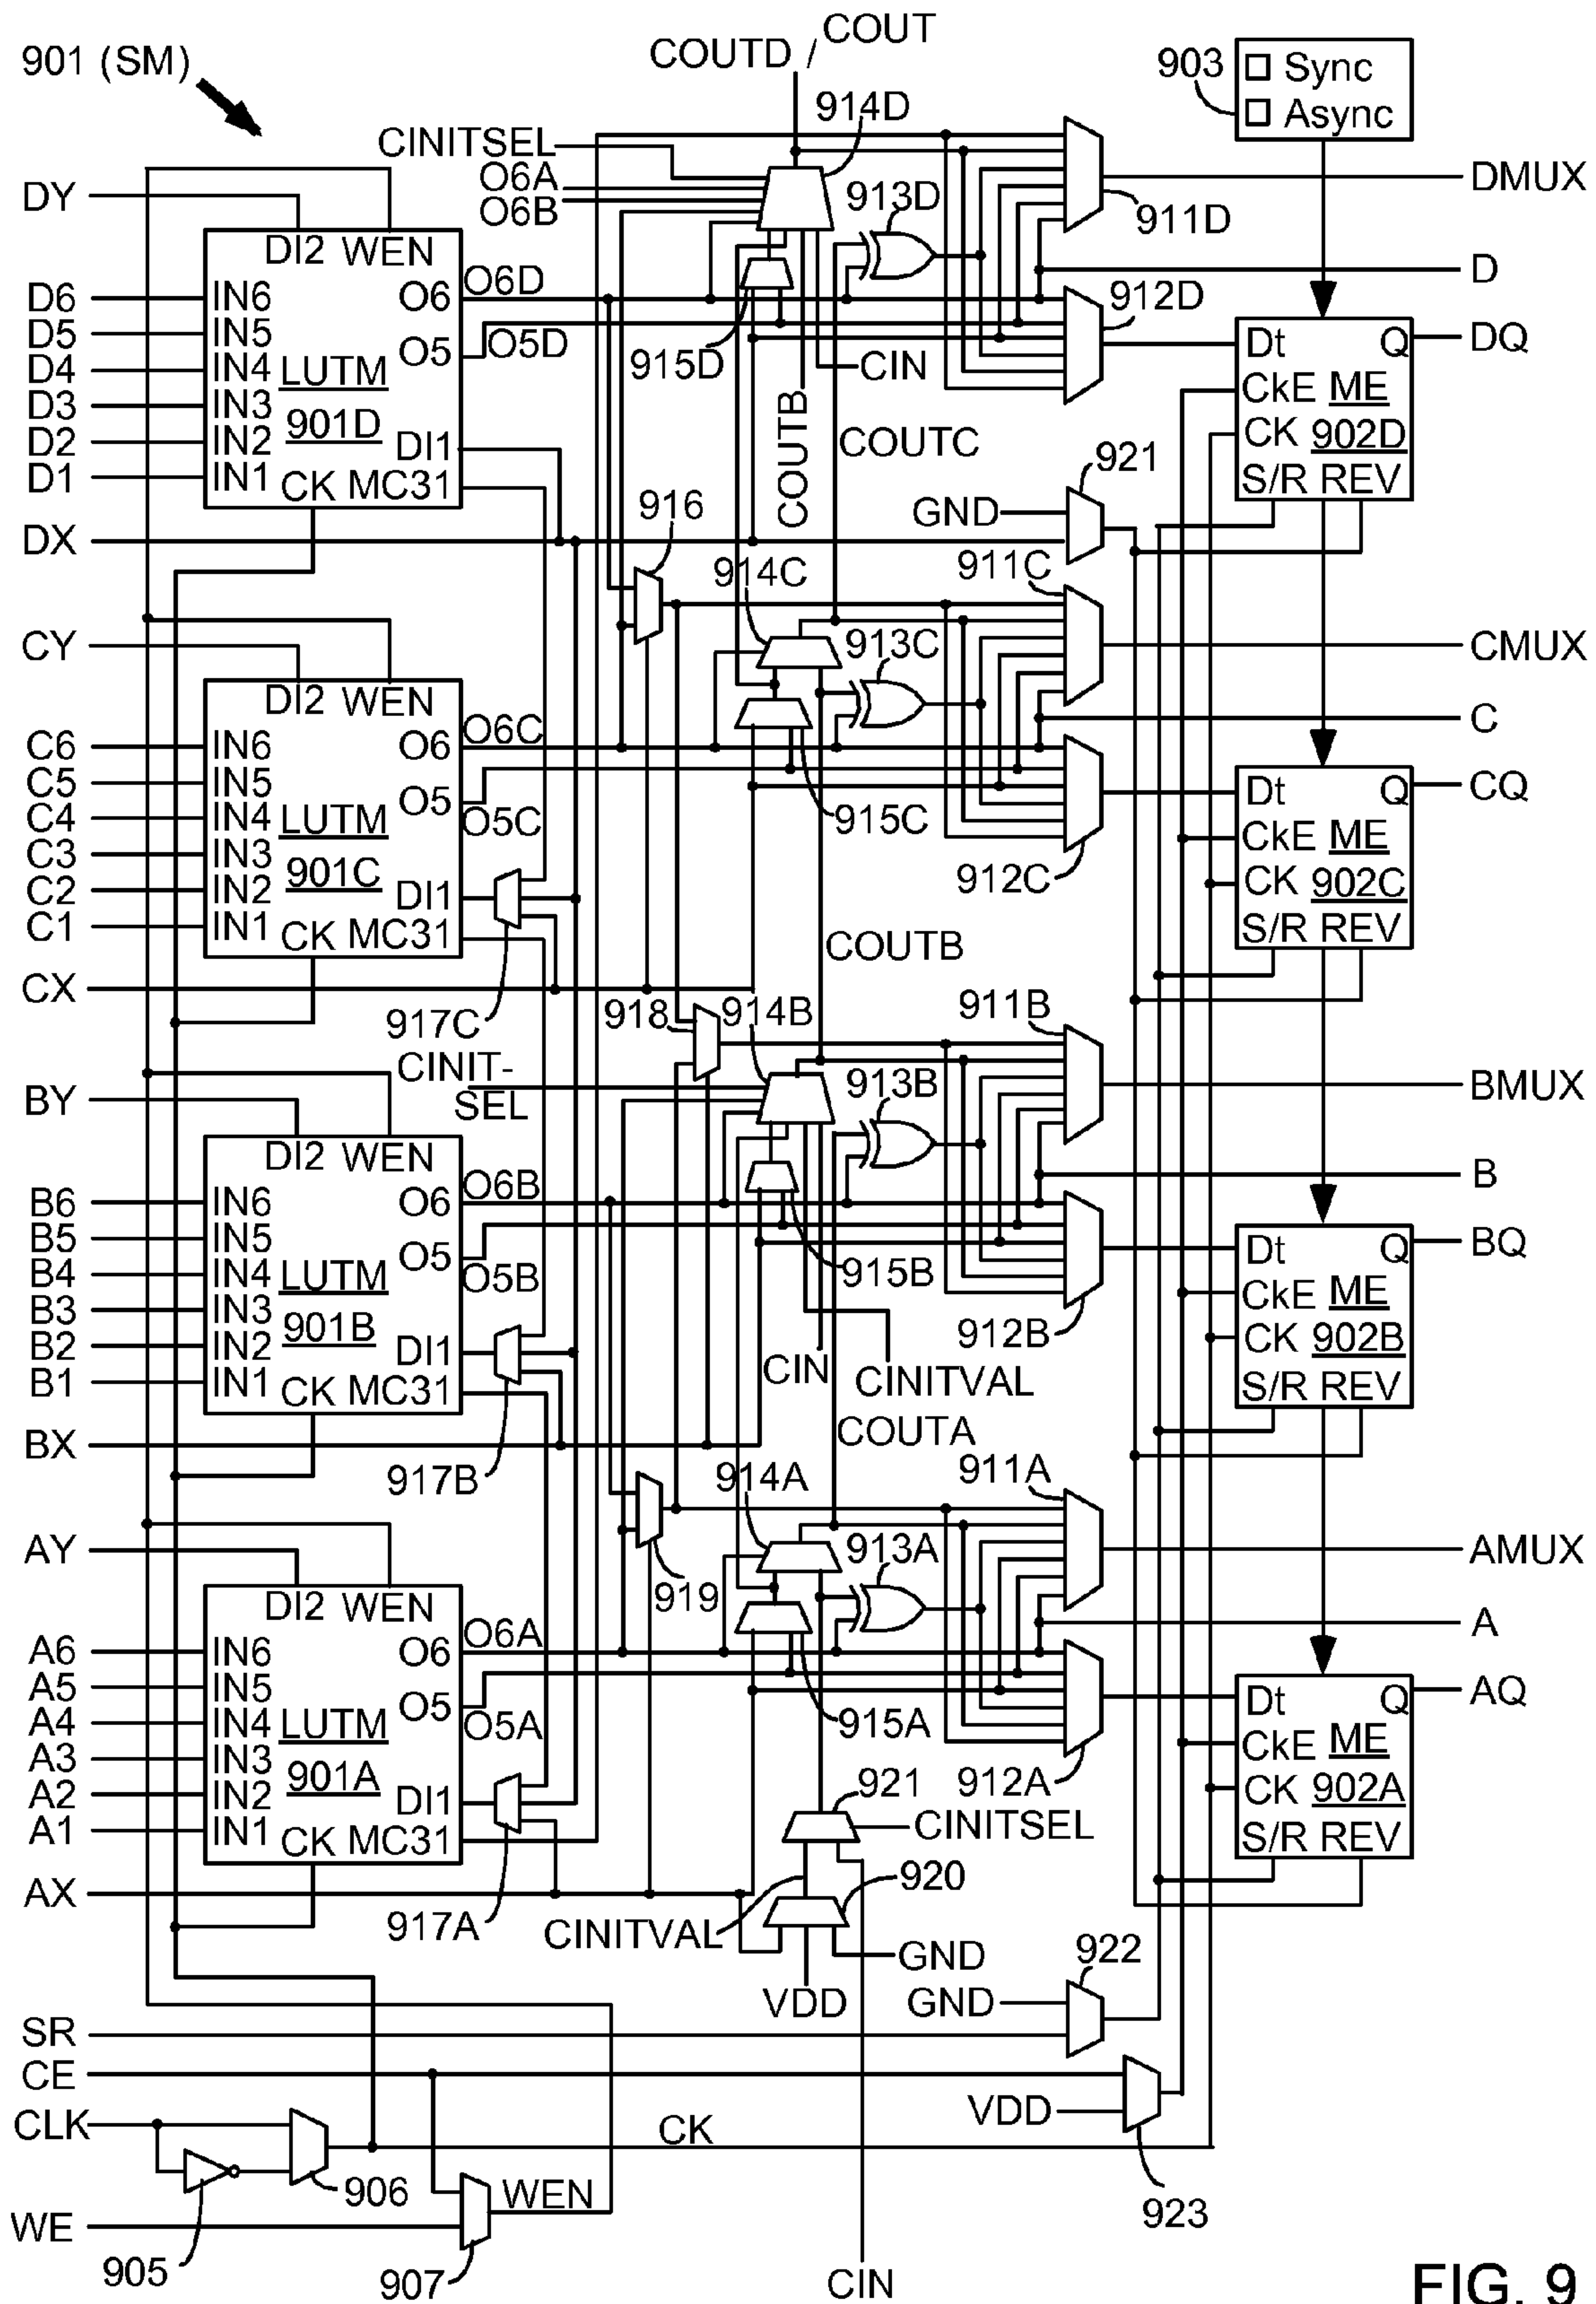 901 (SM)
COUTD / COUT
903
Sync
Async
CINITSEL
914D
O6A
O6B
913D
DMUX
911D
DY
DI2 WEN
D
D6
IN6
O6
O6D
912D
D5
IN5
O5
O5D
915D
CIN
Dt
Q
DQ
D4
IN4
LUTM
CkE ME
D3
IN3
901D
COUTB
COUTC
CK 902D
D2
IN2
DI1
921
S/R REV
D1
IN1
CK MC31
916
GND
DX
914C
911C
CY
913C
CMUX
DI2 WEN
C
C6
IN6
O6
O6C
C5
IN5
O5
O5C
Dt
Q
CQ
C4
IN4
LUTM
915C
CkE ME
C3
IN3
901C
912C
CK 902C
C2
IN2
DI1
S/R REV
C1
IN1
CK MC31
COUTB
CX
917C
918
914B
911B
CINIT-
SEL
913B
BMUX
BY
DI2 WEN
B
B6
IN6
O6
O6B
B5
IN5
O5
O5B
915B
Dt
Q
BQ
B4
IN4
LUTM
CkE ME
B3
IN3
901B
912B
CK 902B
B2
IN2
DI1
CIN
CINITVAL
S/R REV
B1
IN1
CK MC31
COUTA
BX
917B
914A
911A
AY
919
913A
AMUX
DI2 WEN
A
A6
IN6
O6
O6A
A5
IN5
O5
O5A
915A
Dt
Q
AQ
A4
IN4
LUTM
CkE ME
A3
IN3
901A
912A
CK 902A
A2
IN2
DI1
921
CINITSEL
S/R REV
A1
IN1
CK MC31
AX
920
917A
CINITVAL
GND
922
VDD
GND
SR
CE
VDD
CLK
CK
906
WEN
923
WE
905
907
CIN
FIG. 9